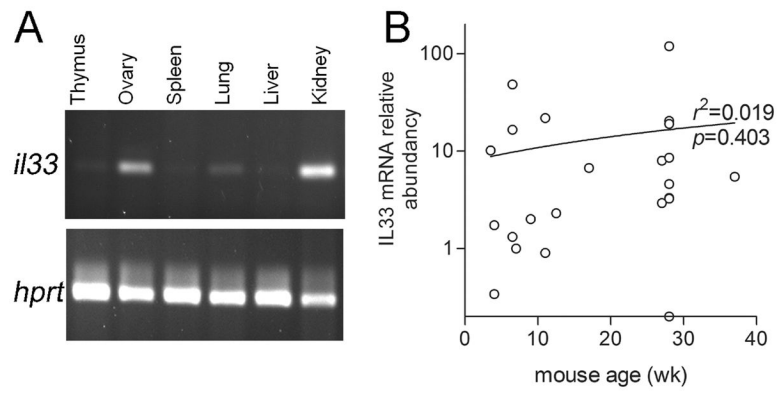 A
Thymus
Ovary
Spleen
Lung
Liver
Kidney
il33
hprt
B
IL33 mRNA relative
abundancy
100
10
1
r²=0.019
p=0.403
0
10
20
30
40
mouse age (wk)